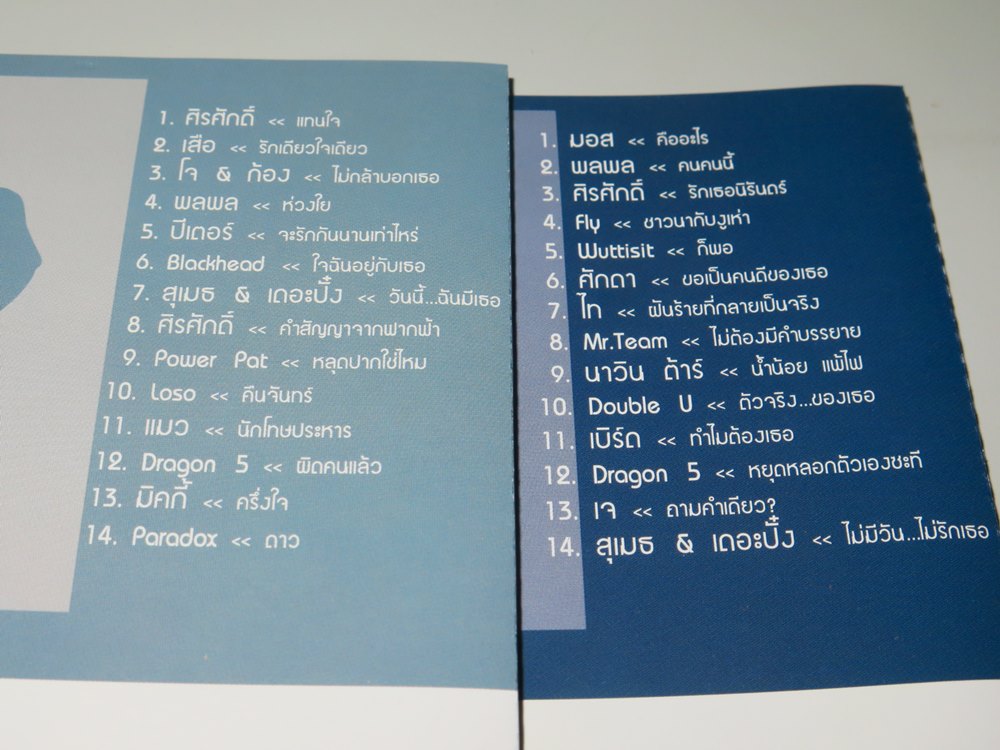 1. ศิรศักดิ์ << แทนใจ
2. เสือ << รักเดียวใจเดียว
3. โจ & ก้อง << ไม่กล้าบอกเธอ
4. พลพล << ห่วงใย
5. ปีเตอร์ << จะรักกันนานเท่าไหร่
6. Blackhead << ใจฉันอยู่กับเธอ
7. สุเมธ & เดอะปั๋ง << วันนี้...ฉันมีเธอ
8. ศิรศักดิ์ << คำสัญญาจากฟากฟ้า
9. Power Pat << หลุดปากใช่ไหม
10. Loso << คืนจันทร์
11. แมว << นักโทษประหาร
12. Dragon 5 << ผิดคนแล้ว
13. มิคกี้ << ครึ่งใจ
14. Paradox << ดาว
1. มอส << คืออะไร
2. พลพล << คนคนนี้
3. ศิรศักดิ์ << รักเธอนิรันดร์
4. Fly << ชาวนากับงูเห่า
5. Wuttisit << ก็พอ
6. ศักดา << ขอเป็นคนดีของเธอ
7. ไท << ฝันร้ายที่กลายเป็นจริง
8. Mr.Team << ไม่ต้องมีคำบรรยาย
9. นาวิน ต้าร์ << น้ำน้อย แพ้ไฟ
10. Double U << ตัวจริง...ของเธอ
11. เบิร์ด << ทำไมต้องเธอ
12. Dragon 5 << หยุดหลอกตัวเองซะที
13. เจ << ถามคำเดียว?
14. สุเมธ & เดอะปั๋ง << ไม่มีวัน...ไม่รักเธอ